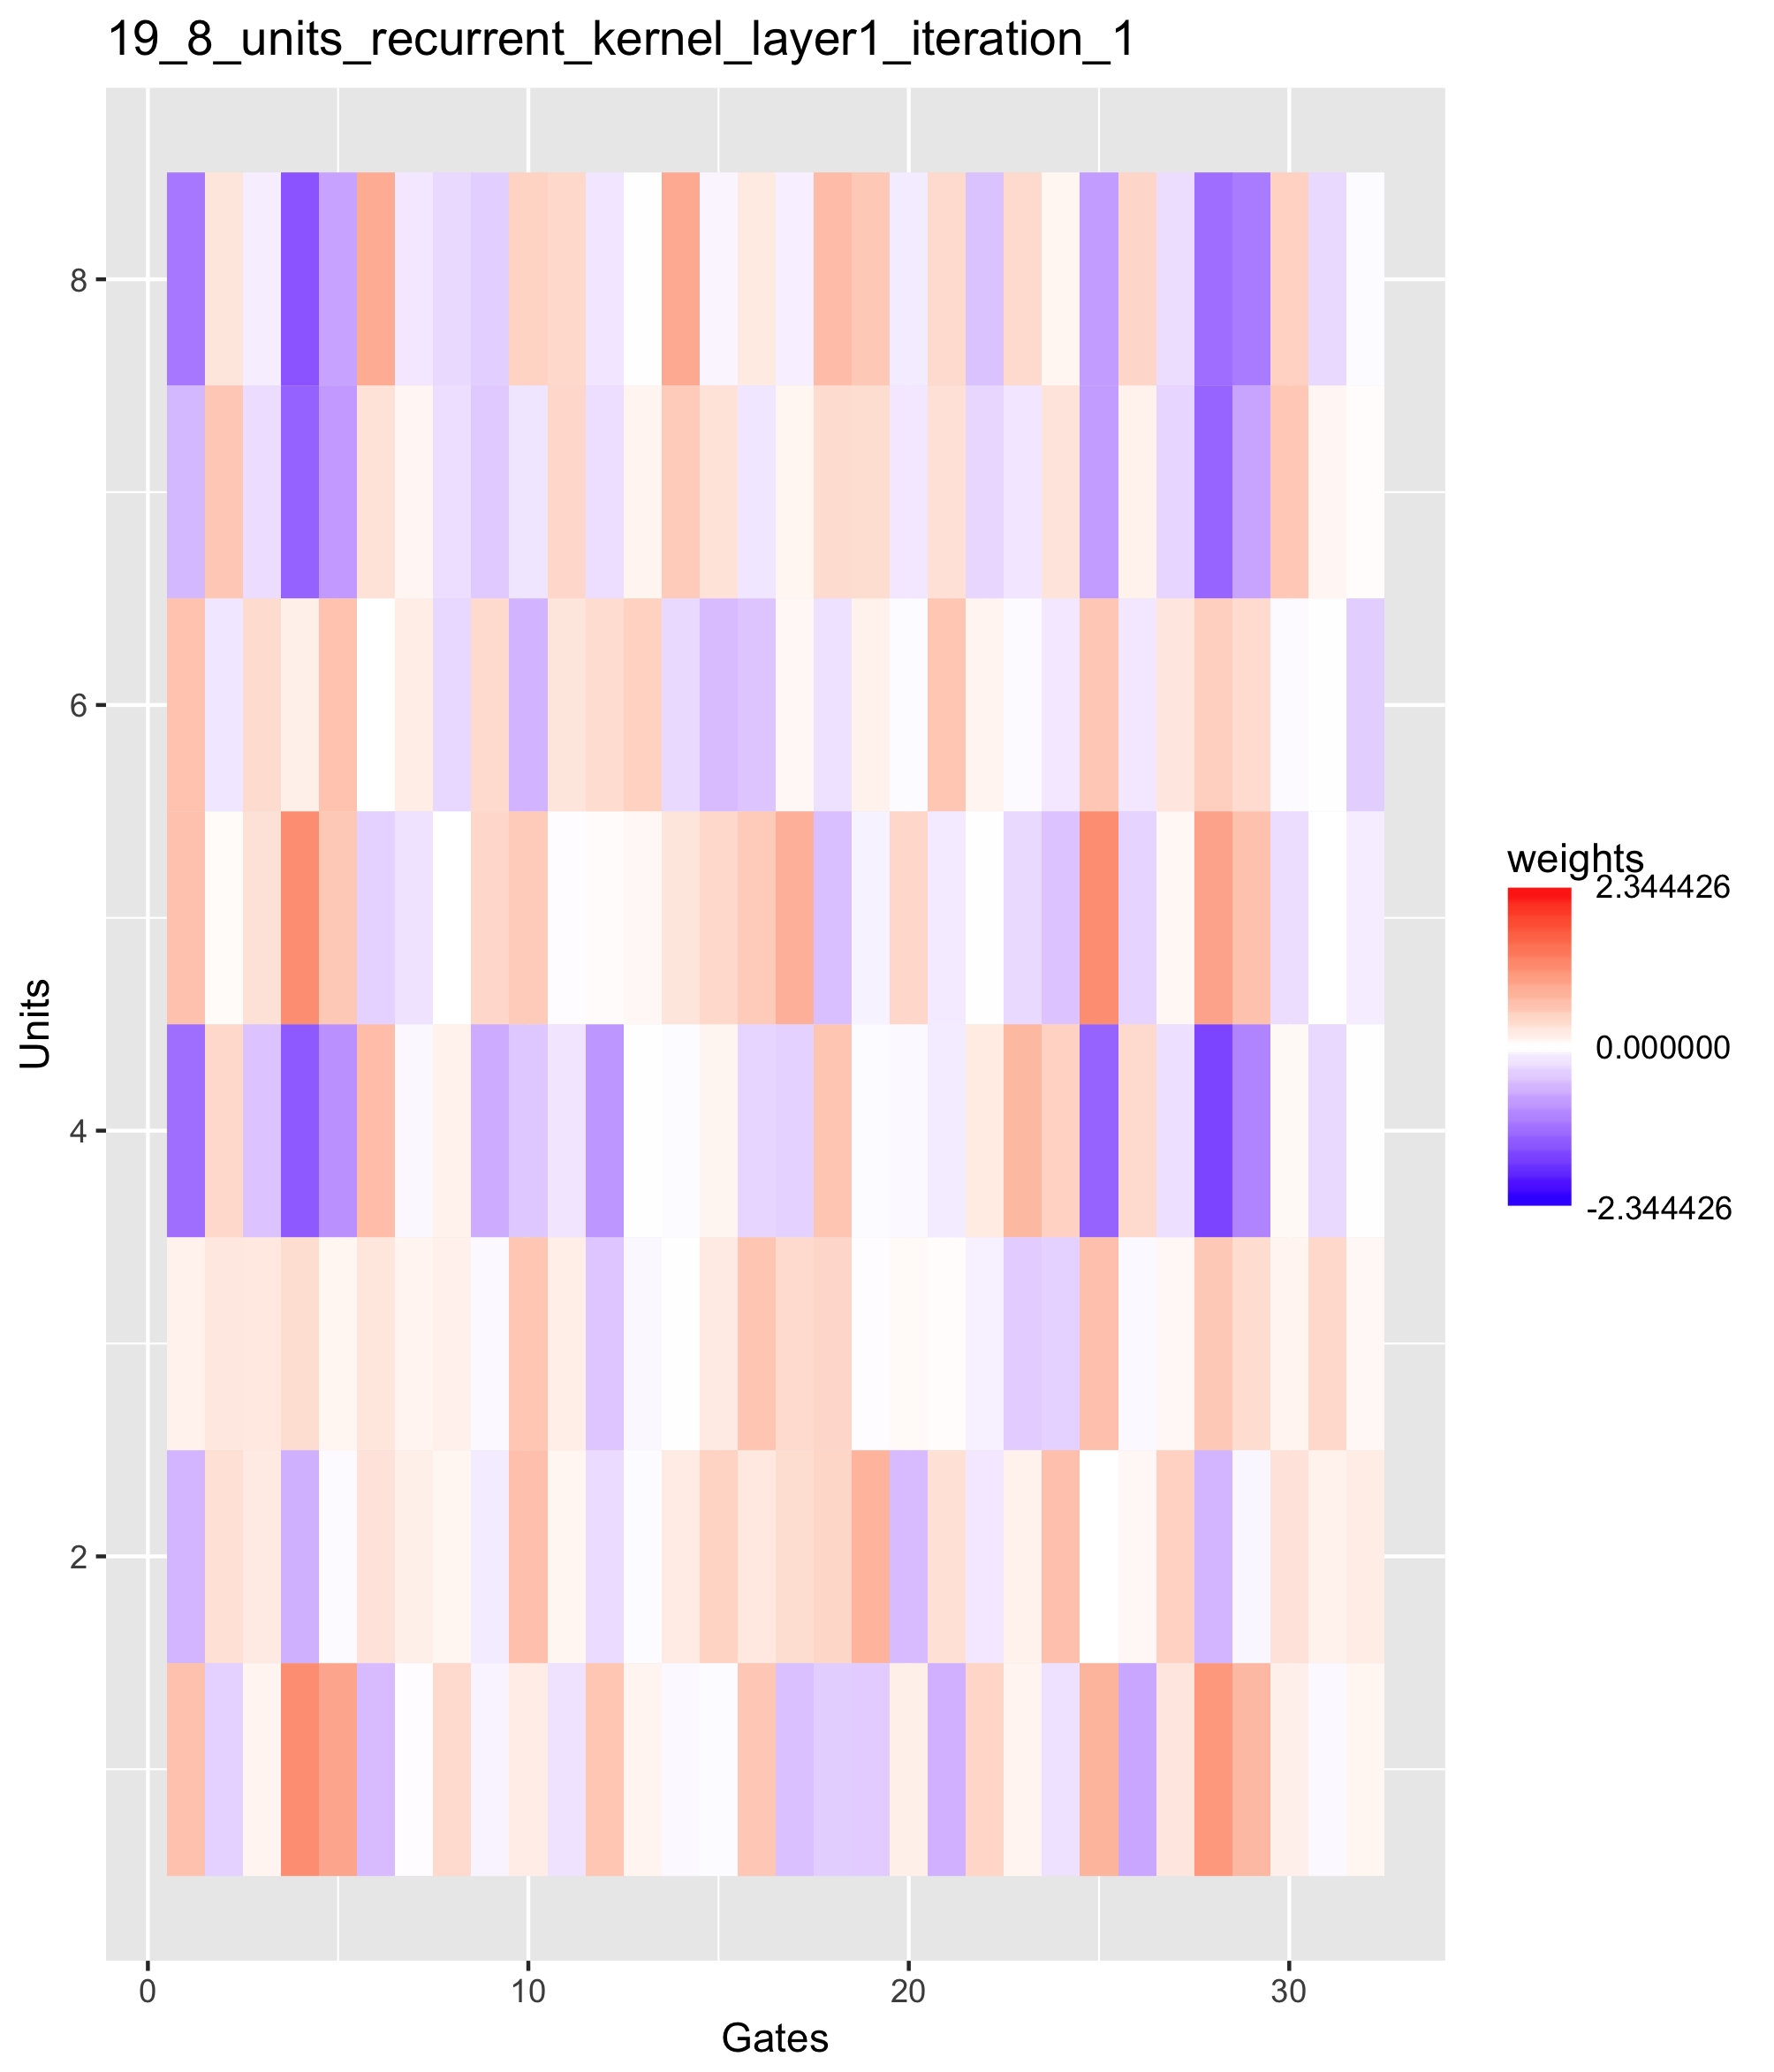 19_8_units_recurrent_kernel_layer1_iteration_1
8
6
4
2
Units
0 10 20 30
Gates
weights
2.344426
0.000000
-2.344426